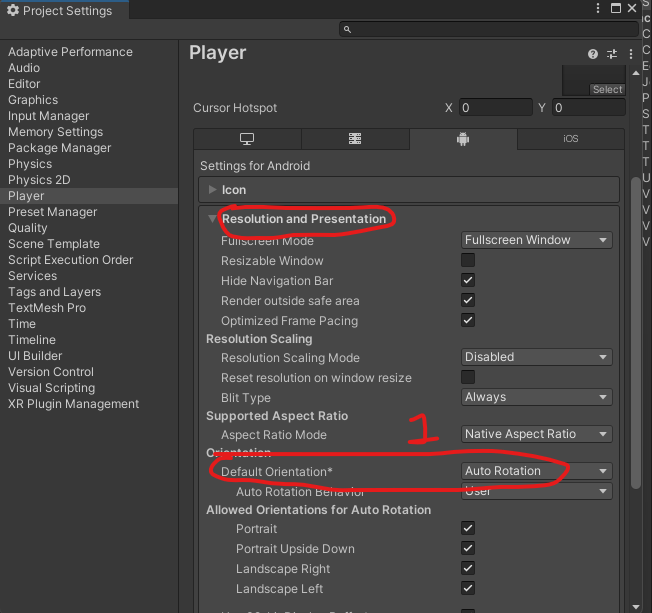 Project Settings
Adaptive Performance
Audio
Editor
Graphics
Input Manager
Memory Settings
Package Manager
Physics
Physics 2D
Player
Preset Manager
Quality
Scene Template
Script Execution Order
Services
Tags and Layers
TextMesh Pro
Time
Timeline
UI Builder
Version Control
Visual Scripting
XR Plugin Management
Player
Select
Cursor Hotspot X 0 Y 0
iOS
Settings for Android
Icon
Resolution and Presentation
Fullscreen Mode Fullscreen Window
Resizable Window
Hide Navigation Bar
Render outside safe area
Optimized Frame Pacing
Resolution Scaling
Resolution Scaling Mode Disabled
Reset resolution on window resize
Blit Type Always
Supported Aspect Ratio
Aspect Ratio Mode Native Aspect Ratio
1
Orientation
Default Orientation* Auto Rotation
Auto Rotation Behavior User
Allowed Orientations for Auto Rotation
Portrait
Portrait Upside Down
Landscape Right
Landscape Left